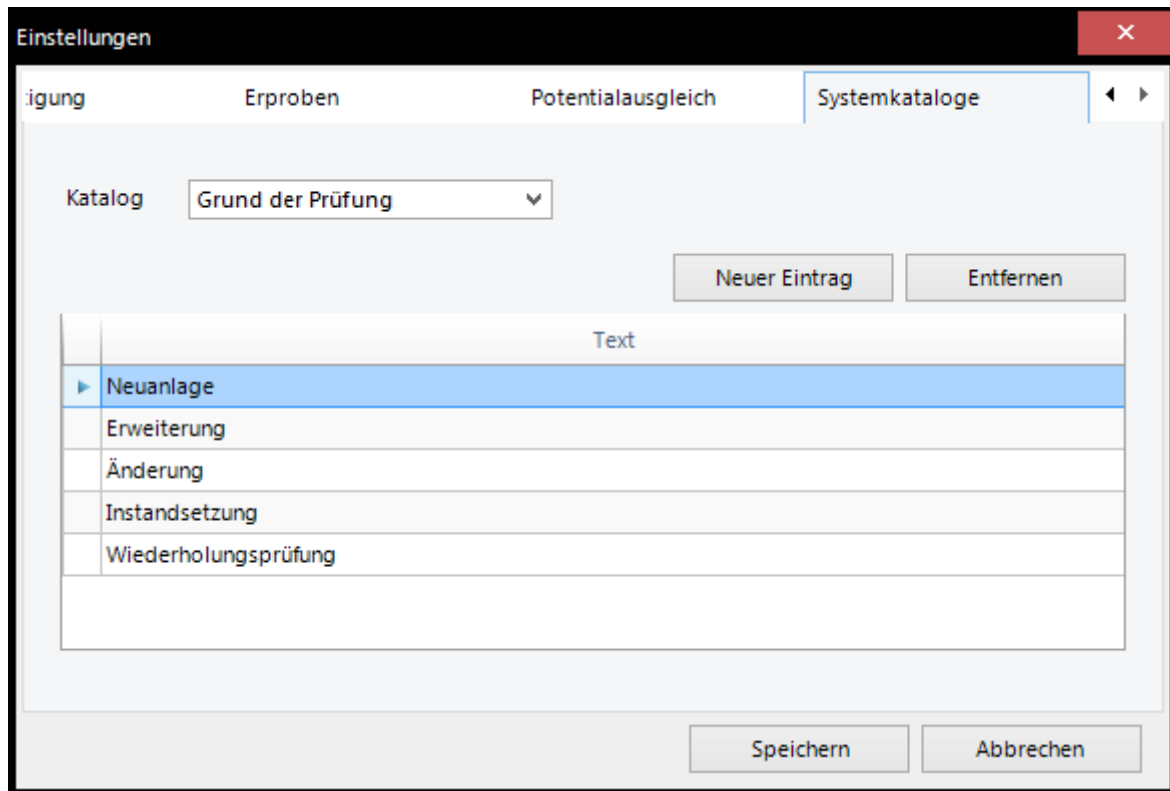 Einstellungen
Erproben Potentialausgleich Systemkataloge
Katalog Grund der Prüfung
Neuer Eintrag Entfernen
Text
Neuanlage
Erweiterung
Änderung
Instandsetzung
Wiederholungsprüfung
Speichern Abbrechen